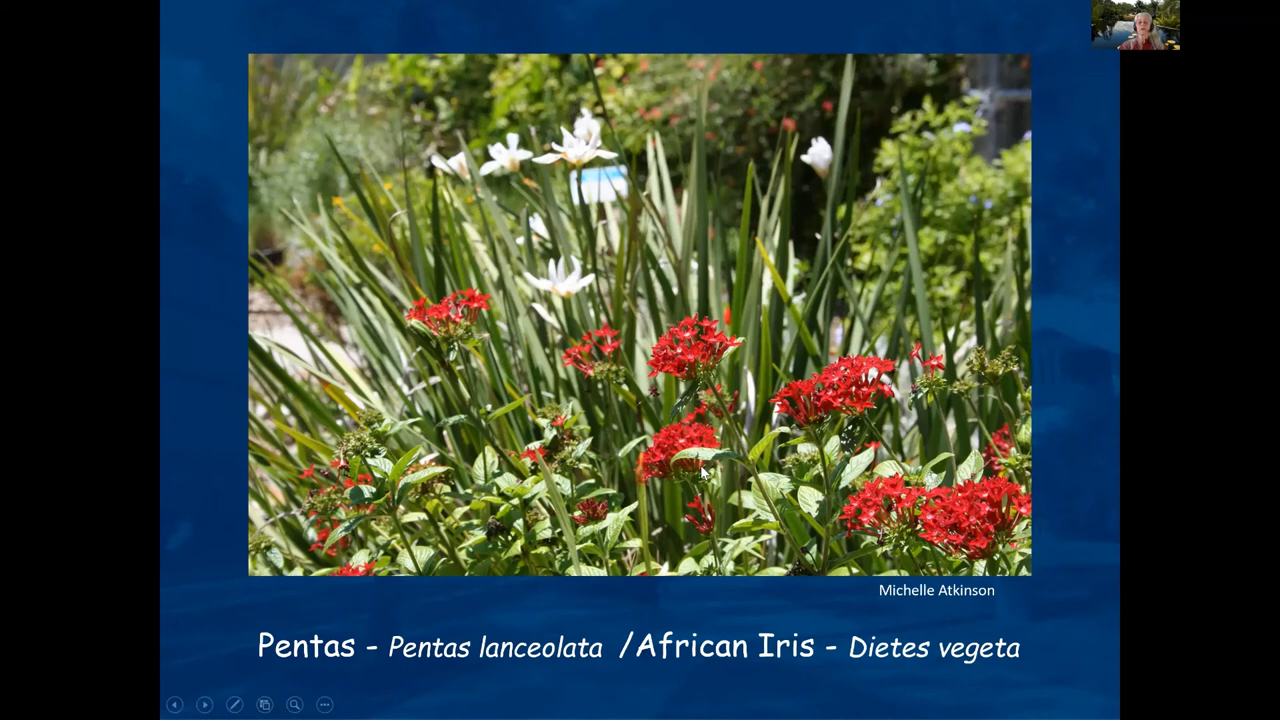 Michelle Atkinson
Pentas - Pentas lanceolata /African Iris - Dietes vegeta